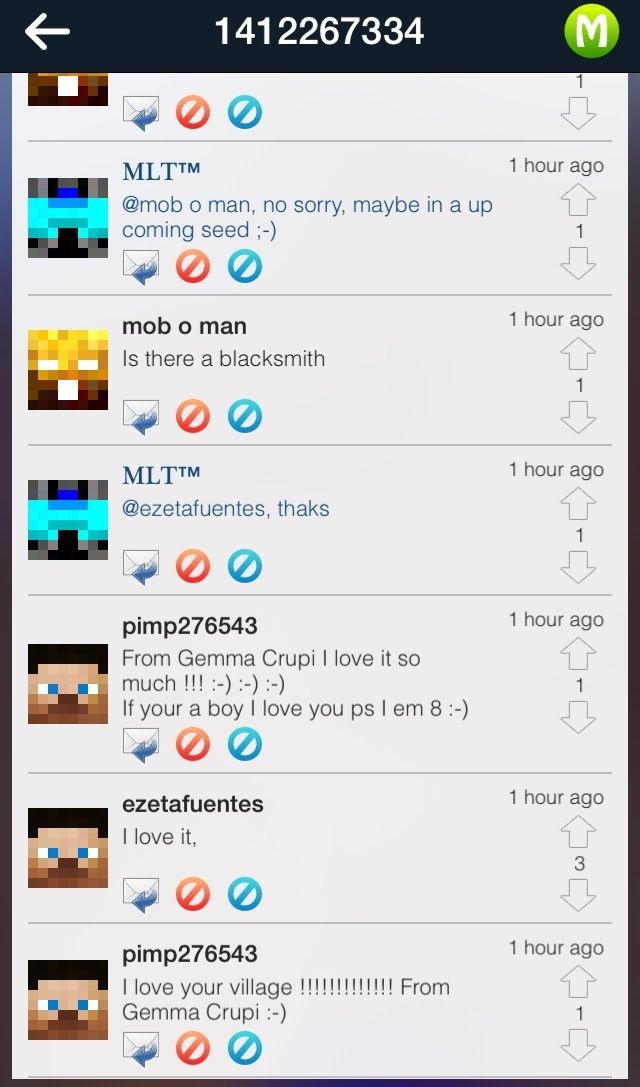 1412267334
M
1
MLT™
1 hour ago
@mob o man, no sorry, maybe in a up
coming seed ;-)
1
mob o man
1 hour ago
Is there a blacksmith
1
MLT™
1 hour ago
@ezetafuentes, thaks
1
pimp276543
1 hour ago
From Gemma Crupi I love it so
much !!! :-) :-) :-)
If your a boy I love you ps I em 8 :-)
1
ezetafuentes
1 hour ago
I love it,
3
pimp276543
1 hour ago
I love your village !!!!!!!!!!!!! From
Gemma Crupi :-)
1